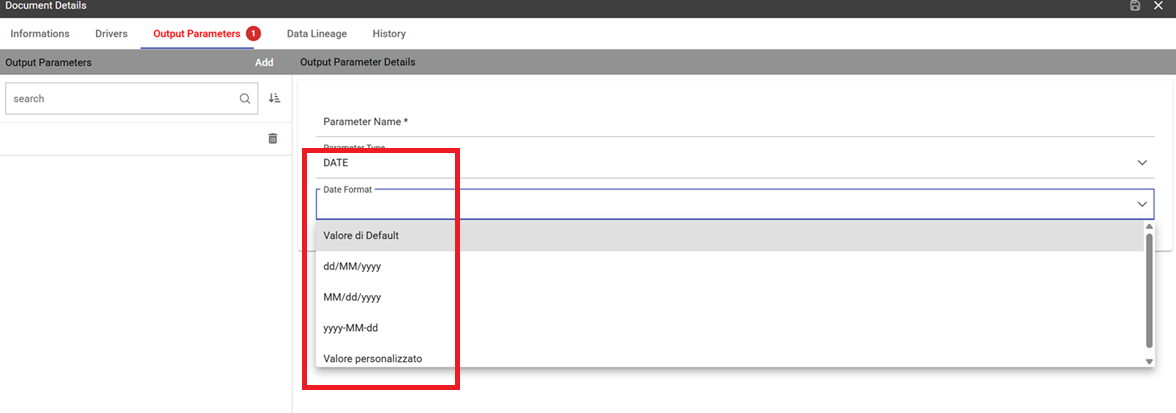 Document Details
Informations Drivers Output Parameters 1 Data Lineage History
Output Parameters Add Output Parameter Details
search
Parameter Name *
Parameter Type
DATE
Date Format
Valore di Default
dd/MM/yyyy
MM/dd/yyyy
yyyy-MM-dd
Valore personalizzato